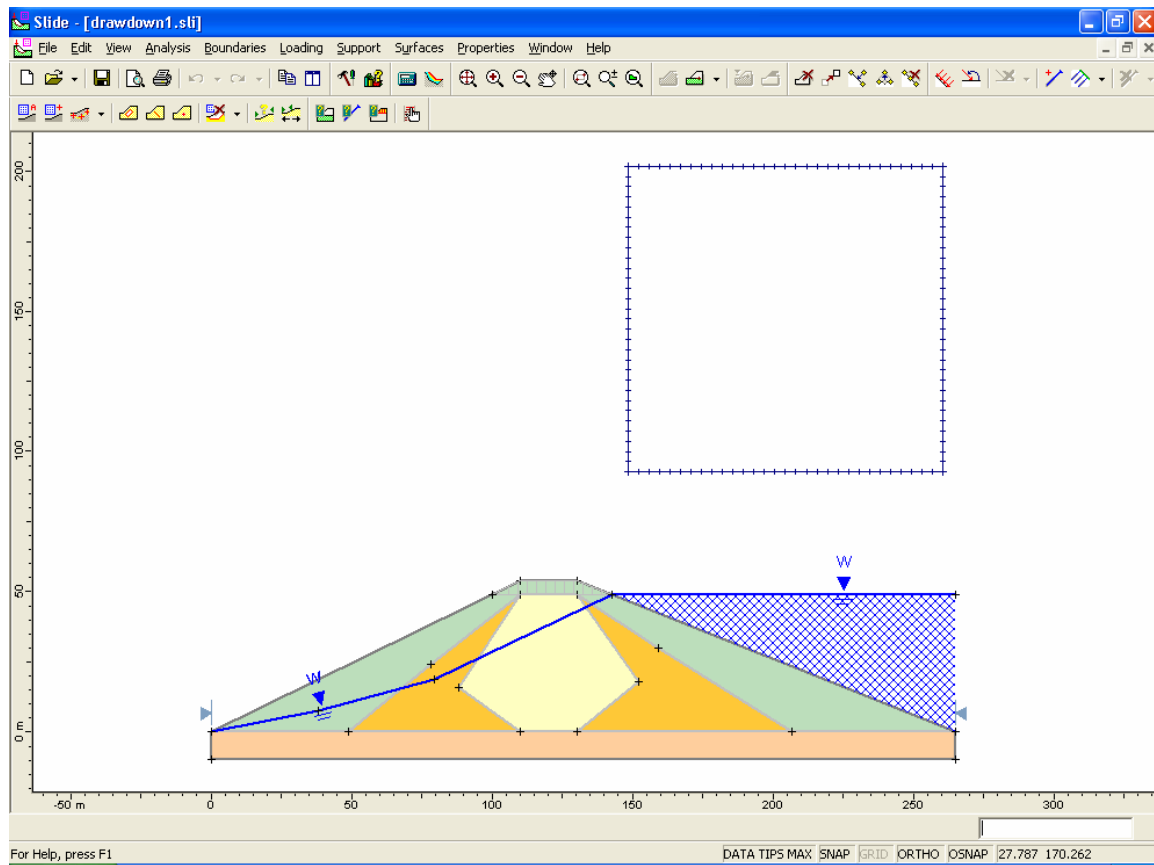 Slide - [drawdown1.sli]
File Edit View Analysis Boundaries Loading Support Surfaces Properties Window Help
200
150
100
50
0 m
W
W
-50 m 0 50 100 150 200 250 300
For Help, press F1 DATA TIPS MAX SNAP GRID ORTHO OSNAP 27.787 170.262